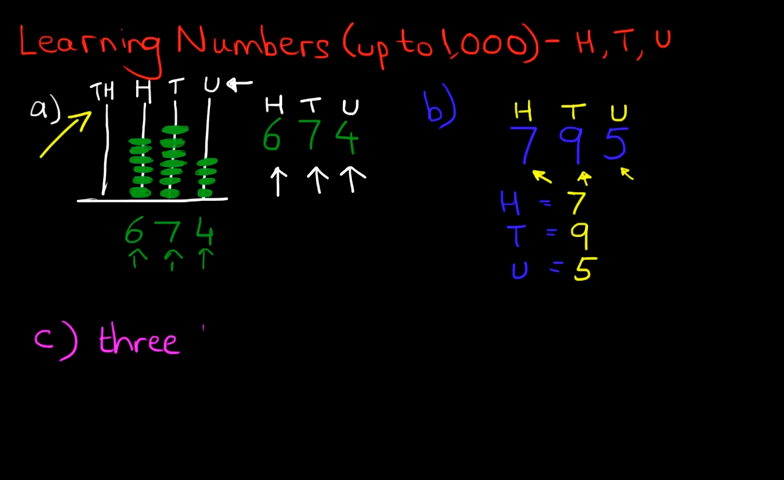 Learning Numbers (up to 1,000) - H, T, U
a) TH H T U
6 7 4
H T U
6 7 4
b) H T U
7 9 5
H = 7
T = 9
U = 5
c) three